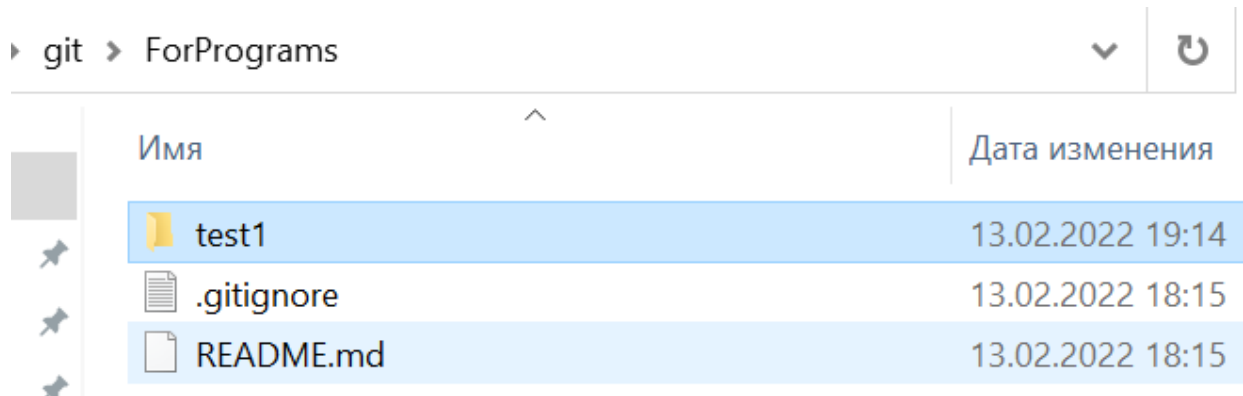 git > ForPrograms
Имя Дата изменения
test1 13.02.2022 19:14
.gitignore 13.02.2022 18:15
README.md 13.02.2022 18:15